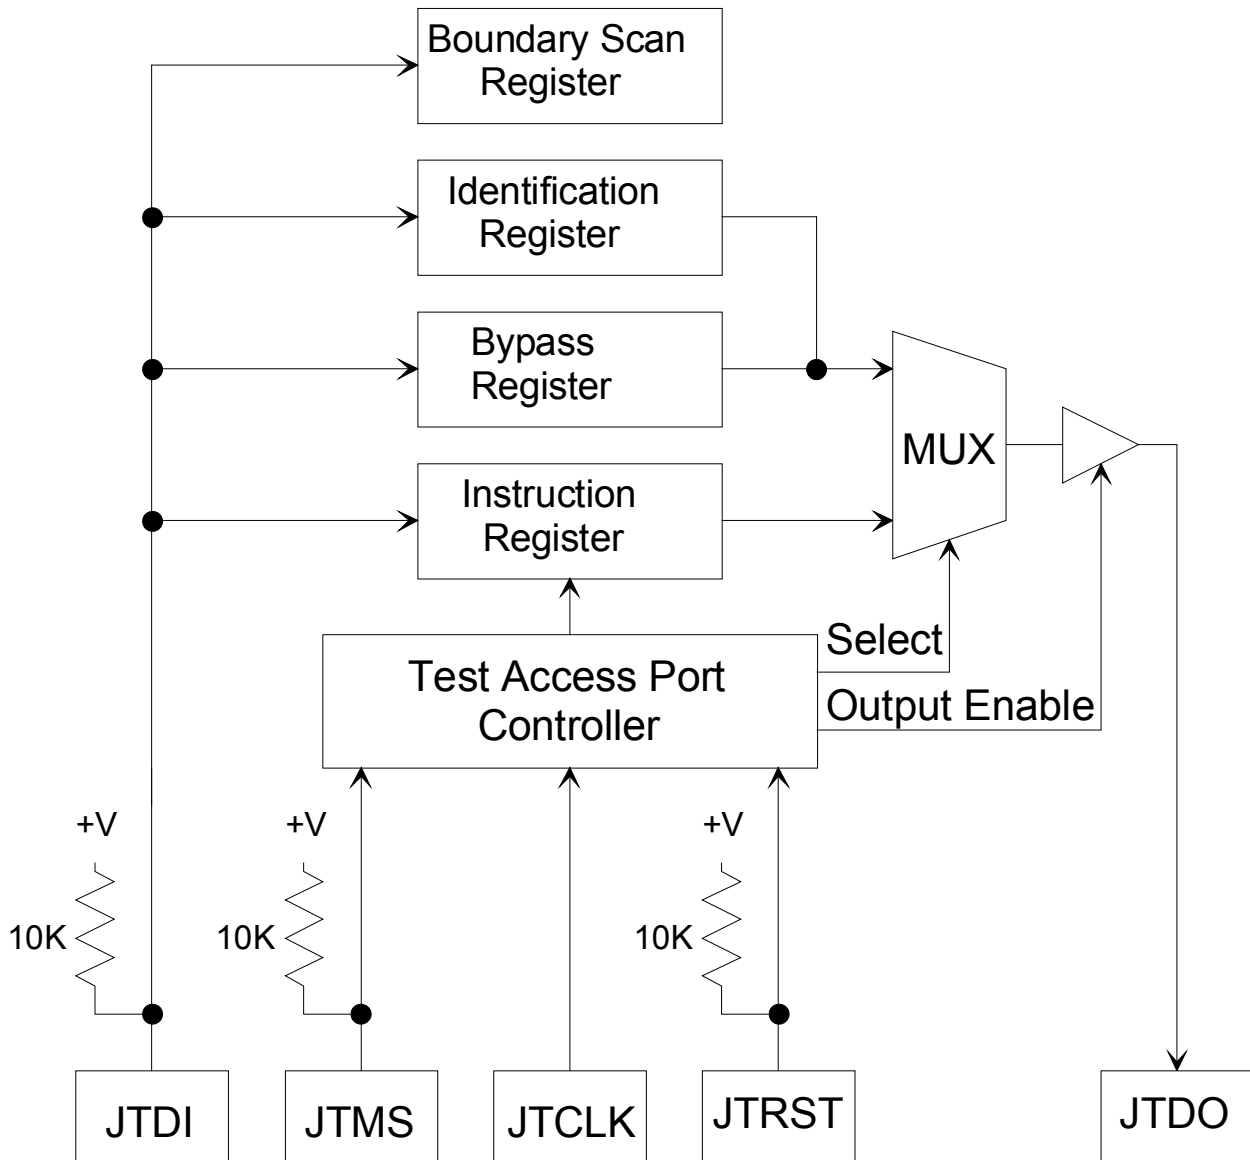 Boundary Scan
Register
Identification
Register
Bypass
Register
MUX
Instruction
Register
Select
Test Access Port
Controller
Output Enable
+V
+V
+V
10K
10K
10K
JTDI
JTMS
JTCLK
JTRST
JTDO